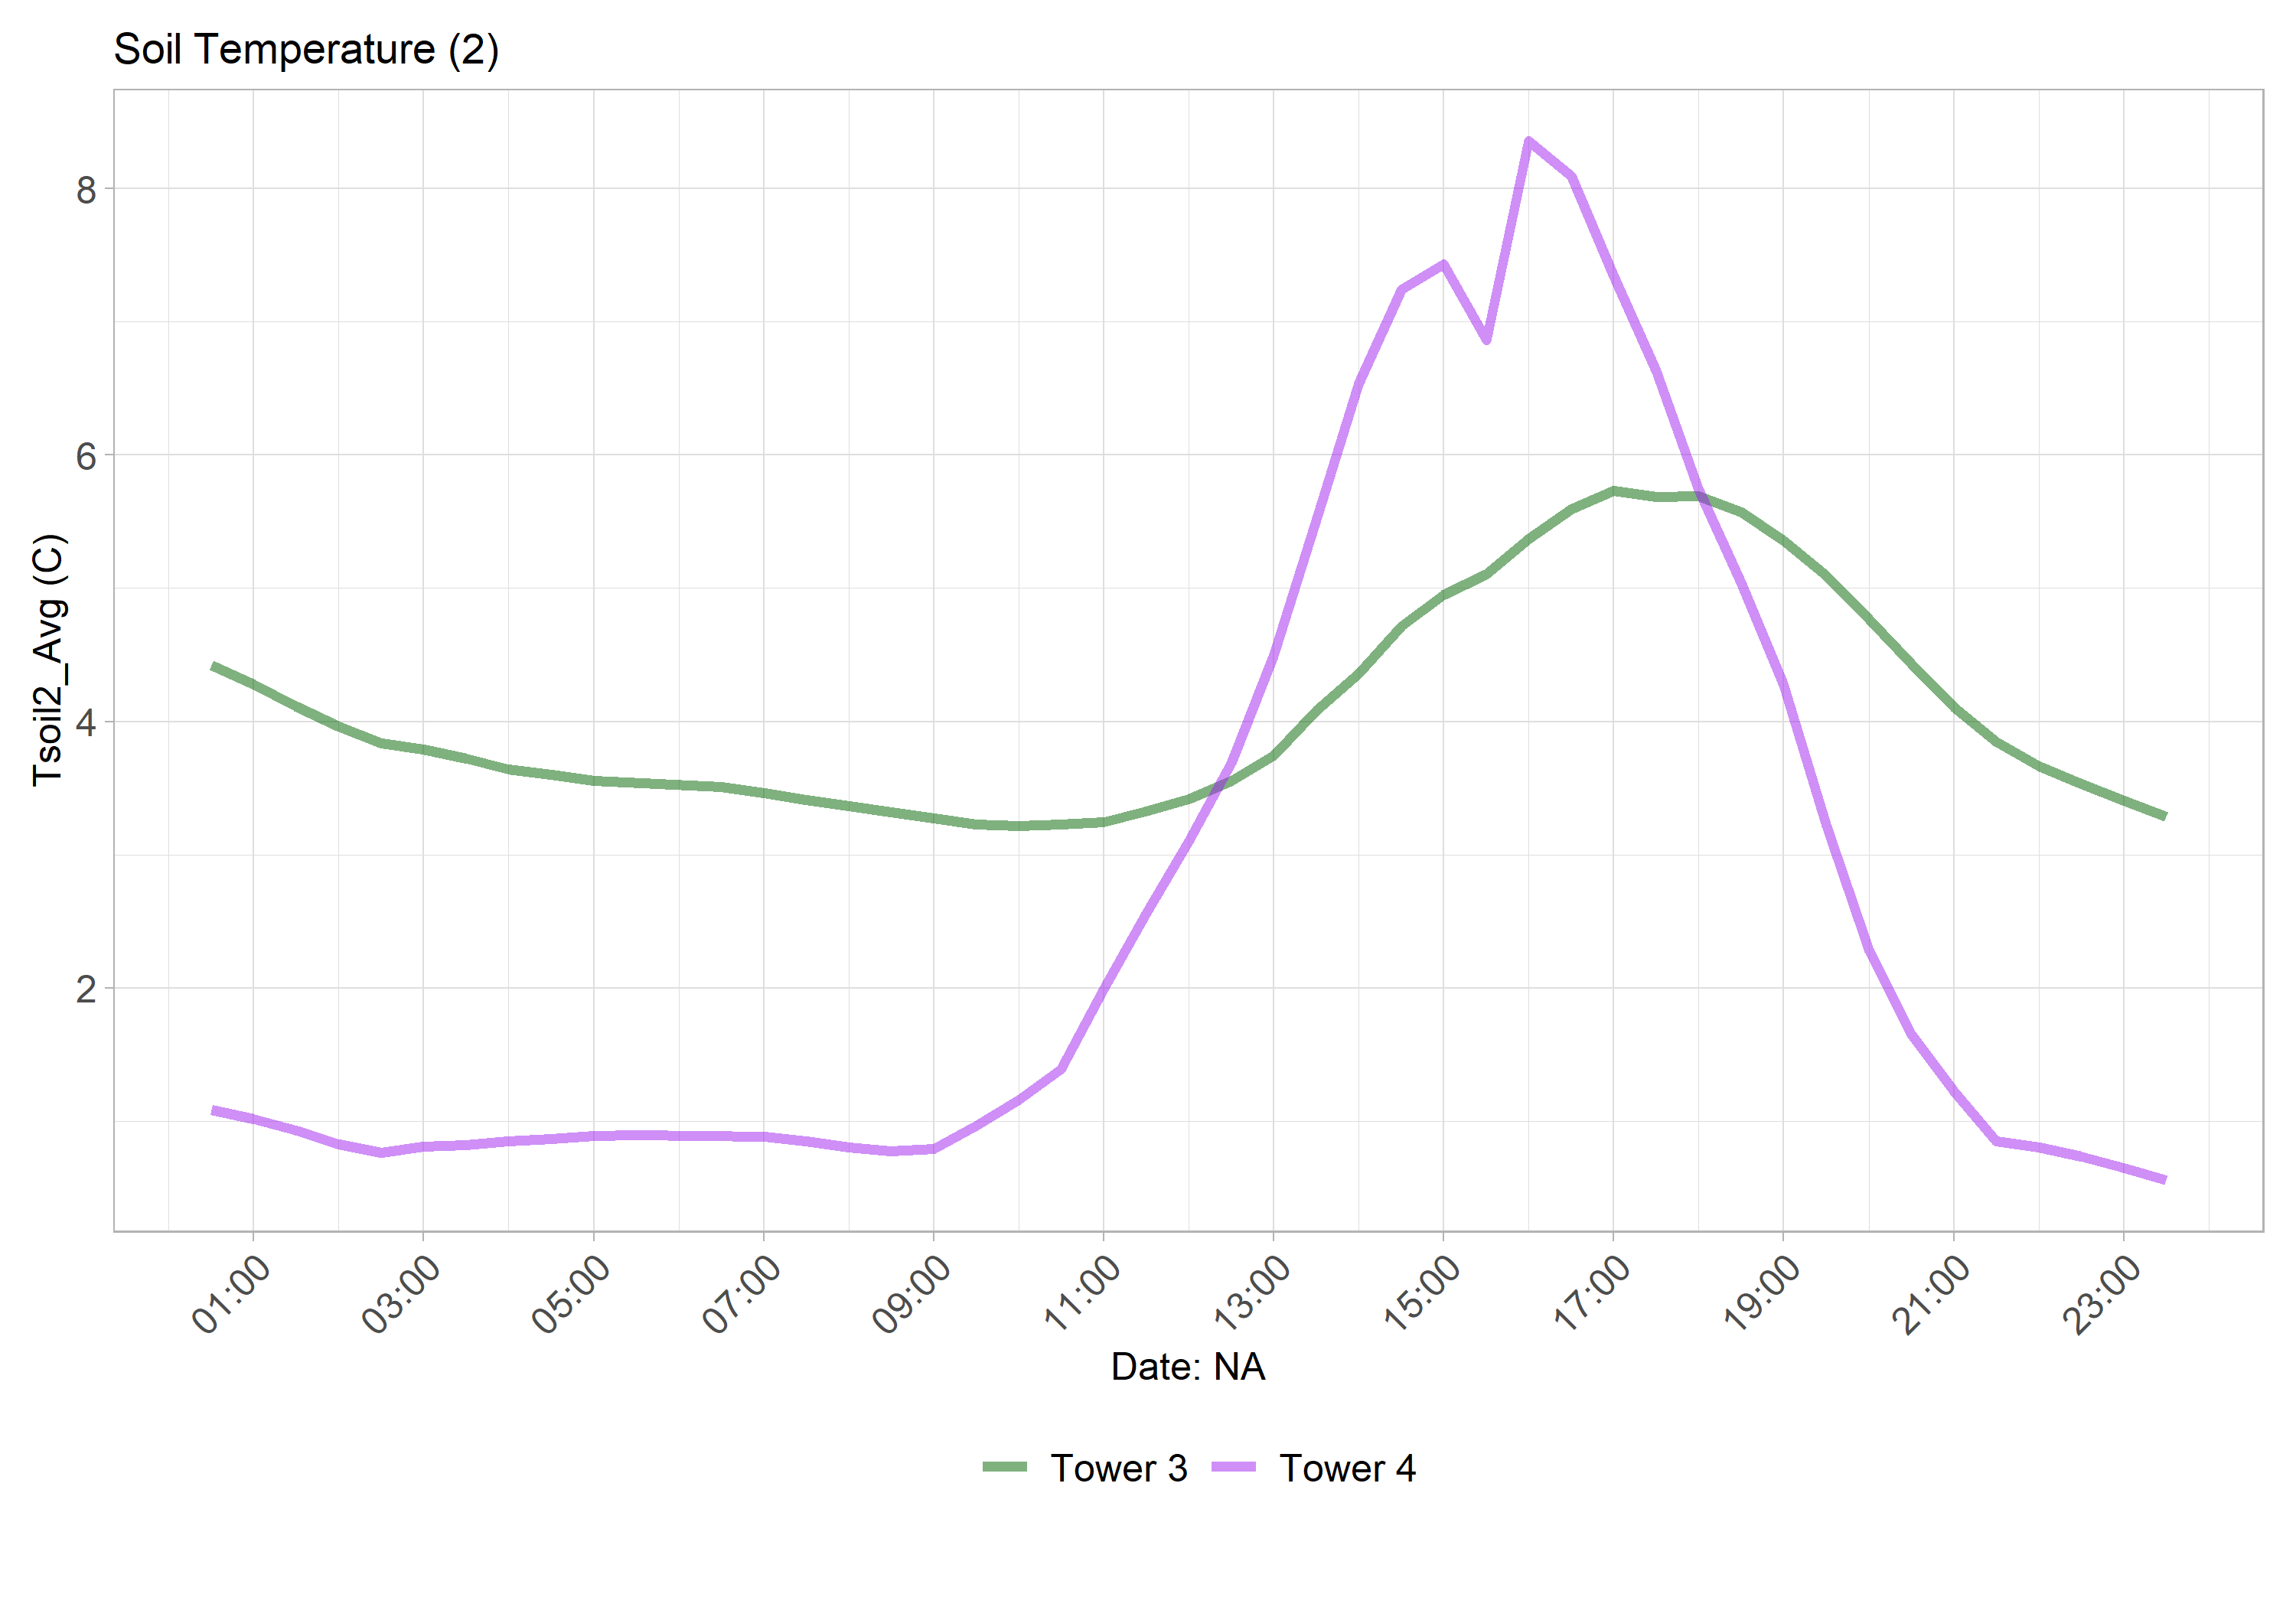 Soil Temperature (2)
Tsoil2_Avg (C)
8
6
4
2
01:00 03:00 05:00 07:00 09:00 11:00 13:00 15:00 17:00 19:00 21:00 23:00
Date: NA
Tower 3 Tower 4